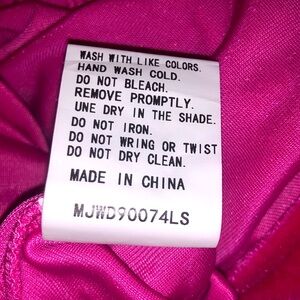 WASH WITH LIKE COLORS.
HAND WASH COLD.
DO NOT BLEACH.
REMOVE PROMPTLY.
UNE DRY IN THE SHADE.
DO NOT IRON.
DO NOT WRING OR TWIST
DO NOT DRY CLEAN.
MADE IN CHINA
MJWD90074LS